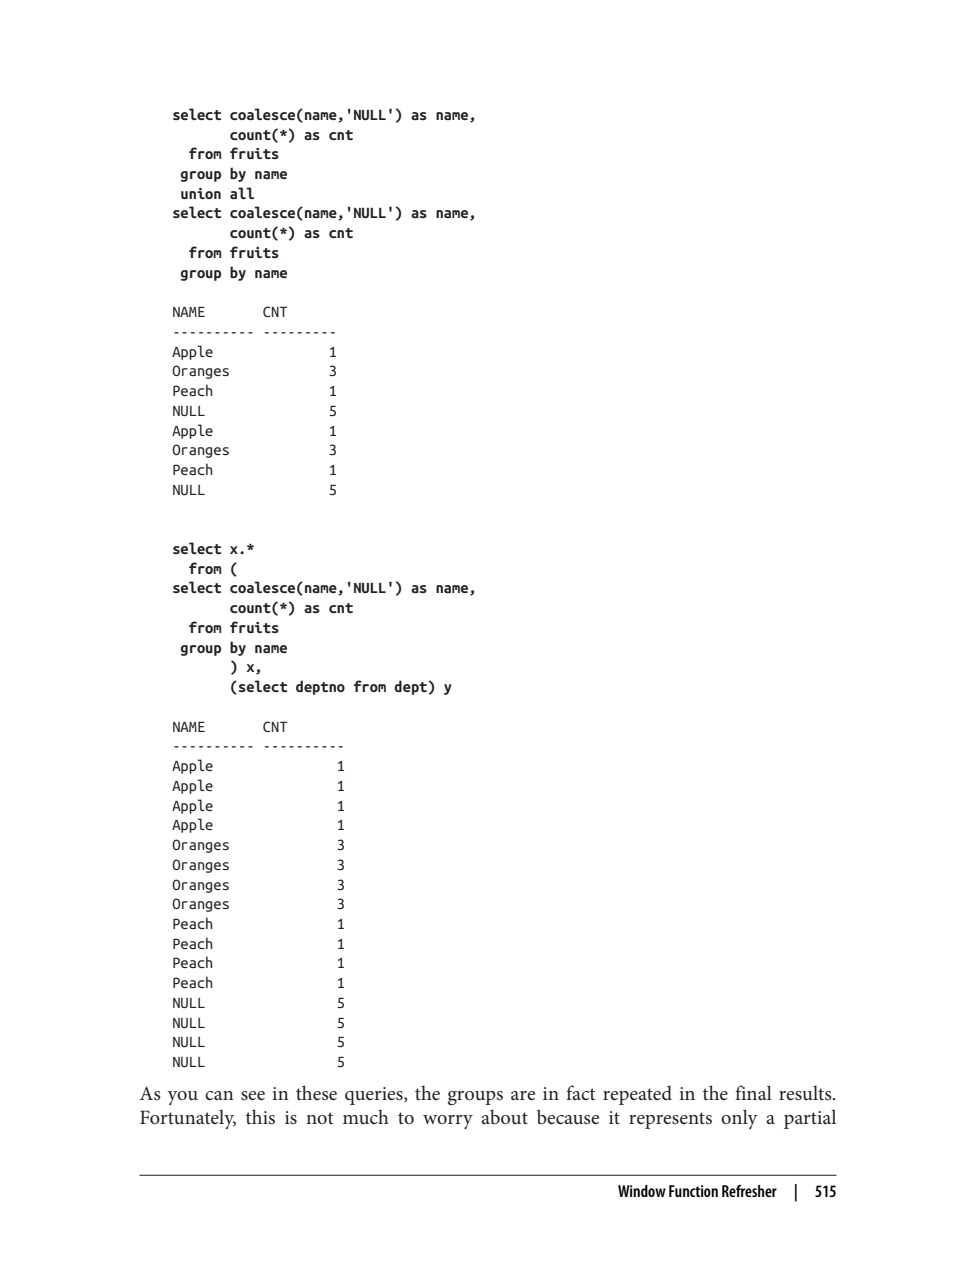 select coalesce(name,'NULL') as name,
       count(*) as cnt
  from fruits
 group by name
 union all
select coalesce(name,'NULL') as name,
       count(*) as cnt
  from fruits
 group by name
NAME       CNT
---------- ---------
Apple              1
Oranges            3
Peach              1
NULL               5
Apple              1
Oranges            3
Peach              1
NULL               5
select x.*
  from (
select coalesce(name,'NULL') as name,
       count(*) as cnt
  from fruits
 group by name
       ) x,
       (select deptno from dept) y
NAME       CNT
---------- ----------
Apple               1
Apple               1
Apple               1
Apple               1
Oranges             3
Oranges             3
Oranges             3
Oranges             3
Peach               1
Peach               1
Peach               1
Peach               1
NULL                5
NULL                5
NULL                5
NULL                5
As you can see in these queries, the groups are in fact repeated in the final results.
Fortunately, this is not much to worry about because it represents only a partial
Window Function Refresher | 515